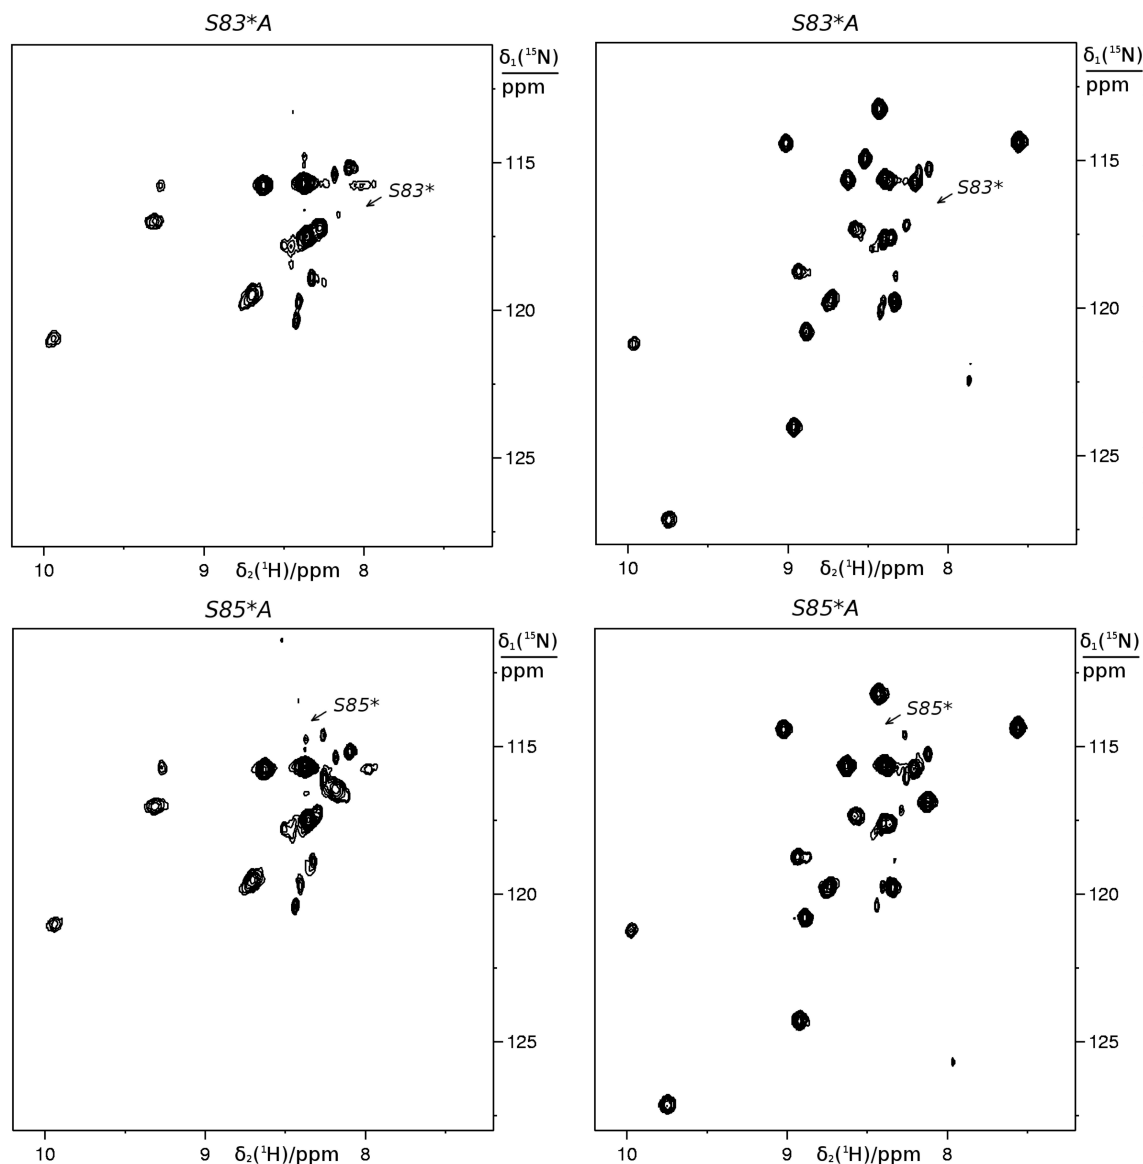 S83*A
δ₁(¹⁵N)
ppm
115
S83*
120
125
10
9
8
δ₂(¹H)/ppm
S83*A
δ₁(¹⁵N)
ppm
115
S83*
120
125
10
9
8
δ₂(¹H)/ppm
S85*A
δ₁(¹⁵N)
ppm
S85*
115
120
125
10
9
8
δ₂(¹H)/ppm
S85*A
δ₁(¹⁵N)
ppm
S85*
115
120
125
10
9
8
δ₂(¹H)/ppm